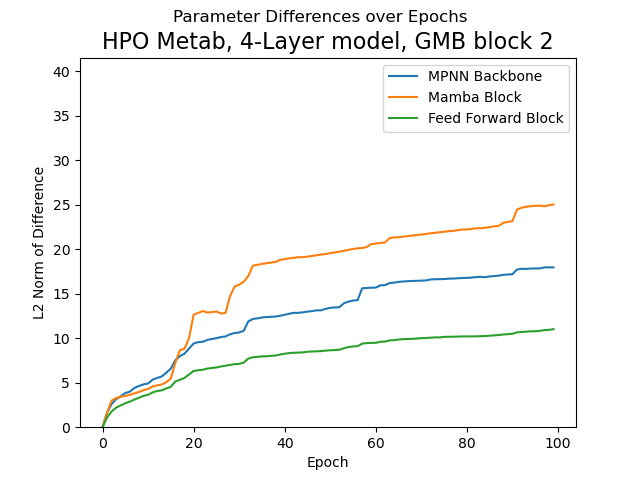 Parameter Differences over Epochs
HPO Metab, 4-Layer model, GMB block 2
MPNN Backbone
Mamba Block
Feed Forward Block
L2 Norm of Difference
40
35
30
25
20
15
10
5
0
0
20
40
60
80
100
Epoch